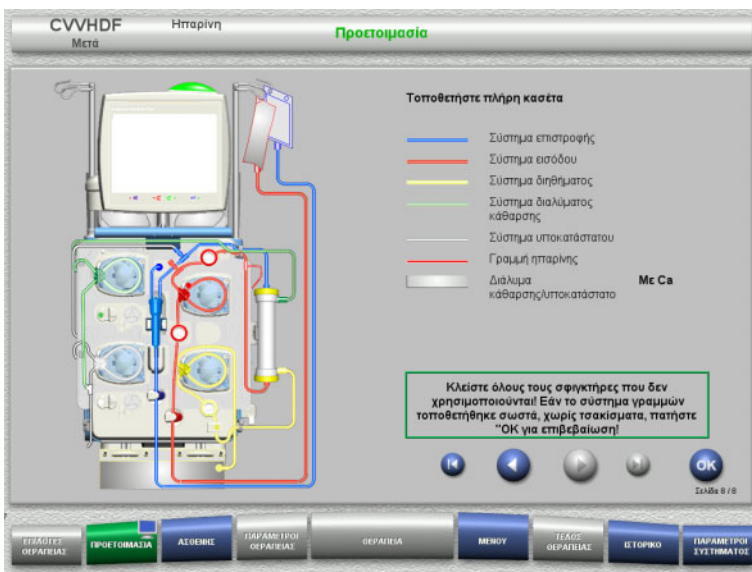 CVVHDF Ηπαρίνη Προετοιμασία
Μετά
Τοποθετήστε πλήρη κασέτα
Σύστημα επιστροφής
Σύστημα εισόδου
Σύστημα διηθήματος
Σύστημα διαλύματος
κάθαρσης
Σύστημα υποκατάστατου
Γραμμή ηπαρίνης
Διάλυμα Με Ca
κάθαρσης/υποκατάστατο
Κλείστε όλους τους σφιγκτήρες που δεν
χρησιμοποιούνται! Εάν το σύστημα γραμμών
τοποθετήθηκε σωστά, χωρίς τσακίσματα, πατήστε
"OK για επιβεβαίωση!
OK
Σελίδα 8 / 8
ΕΠΙΛΟΓΕΣ
ΘΕΡΑΠΕΙΑΣ
ΠΡΟΕΤΟΙΜΑΣΙΑ
ΑΣΘΕΝΗΣ
ΠΑΡΑΜΕΤΡΟΙ
ΘΕΡΑΠΕΙΑΣ
ΘΕΡΑΠΕΙΑ
ΜΕΝΟΥ
ΤΕΛΟΣ
ΘΕΡΑΠΕΙΑΣ
ΙΣΤΟΡΙΚΟ
ΠΑΡΑΜΕΤΡΟΙ
ΣΥΣΤΗΜΑΤΟΣ